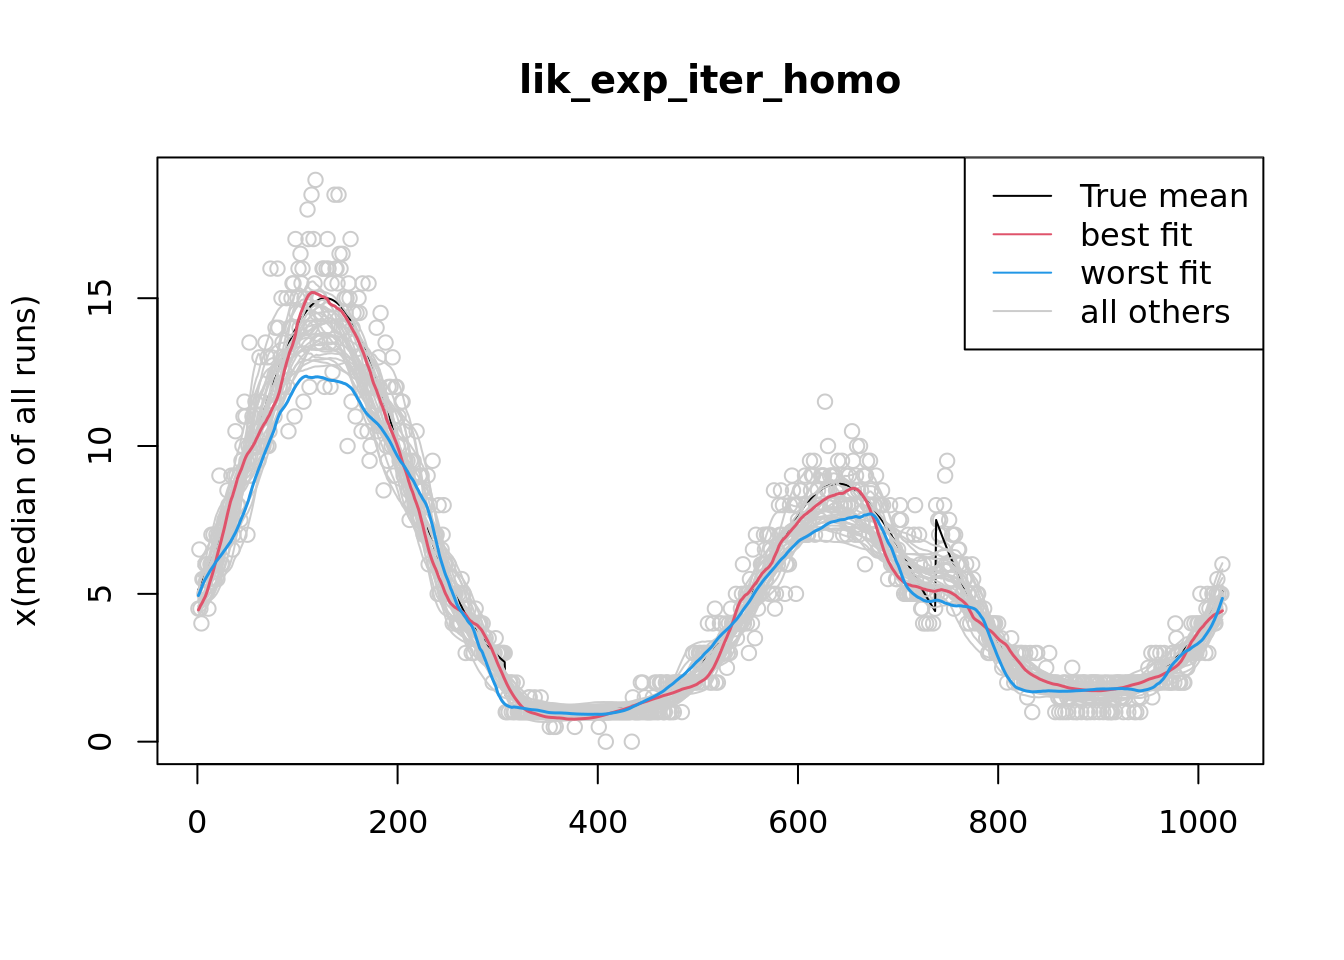 lik_exp_iter_homo
x(median of all runs)
15
10
5
0
True mean
best fit
worst fit
all others
0 200 400 600 800 1000